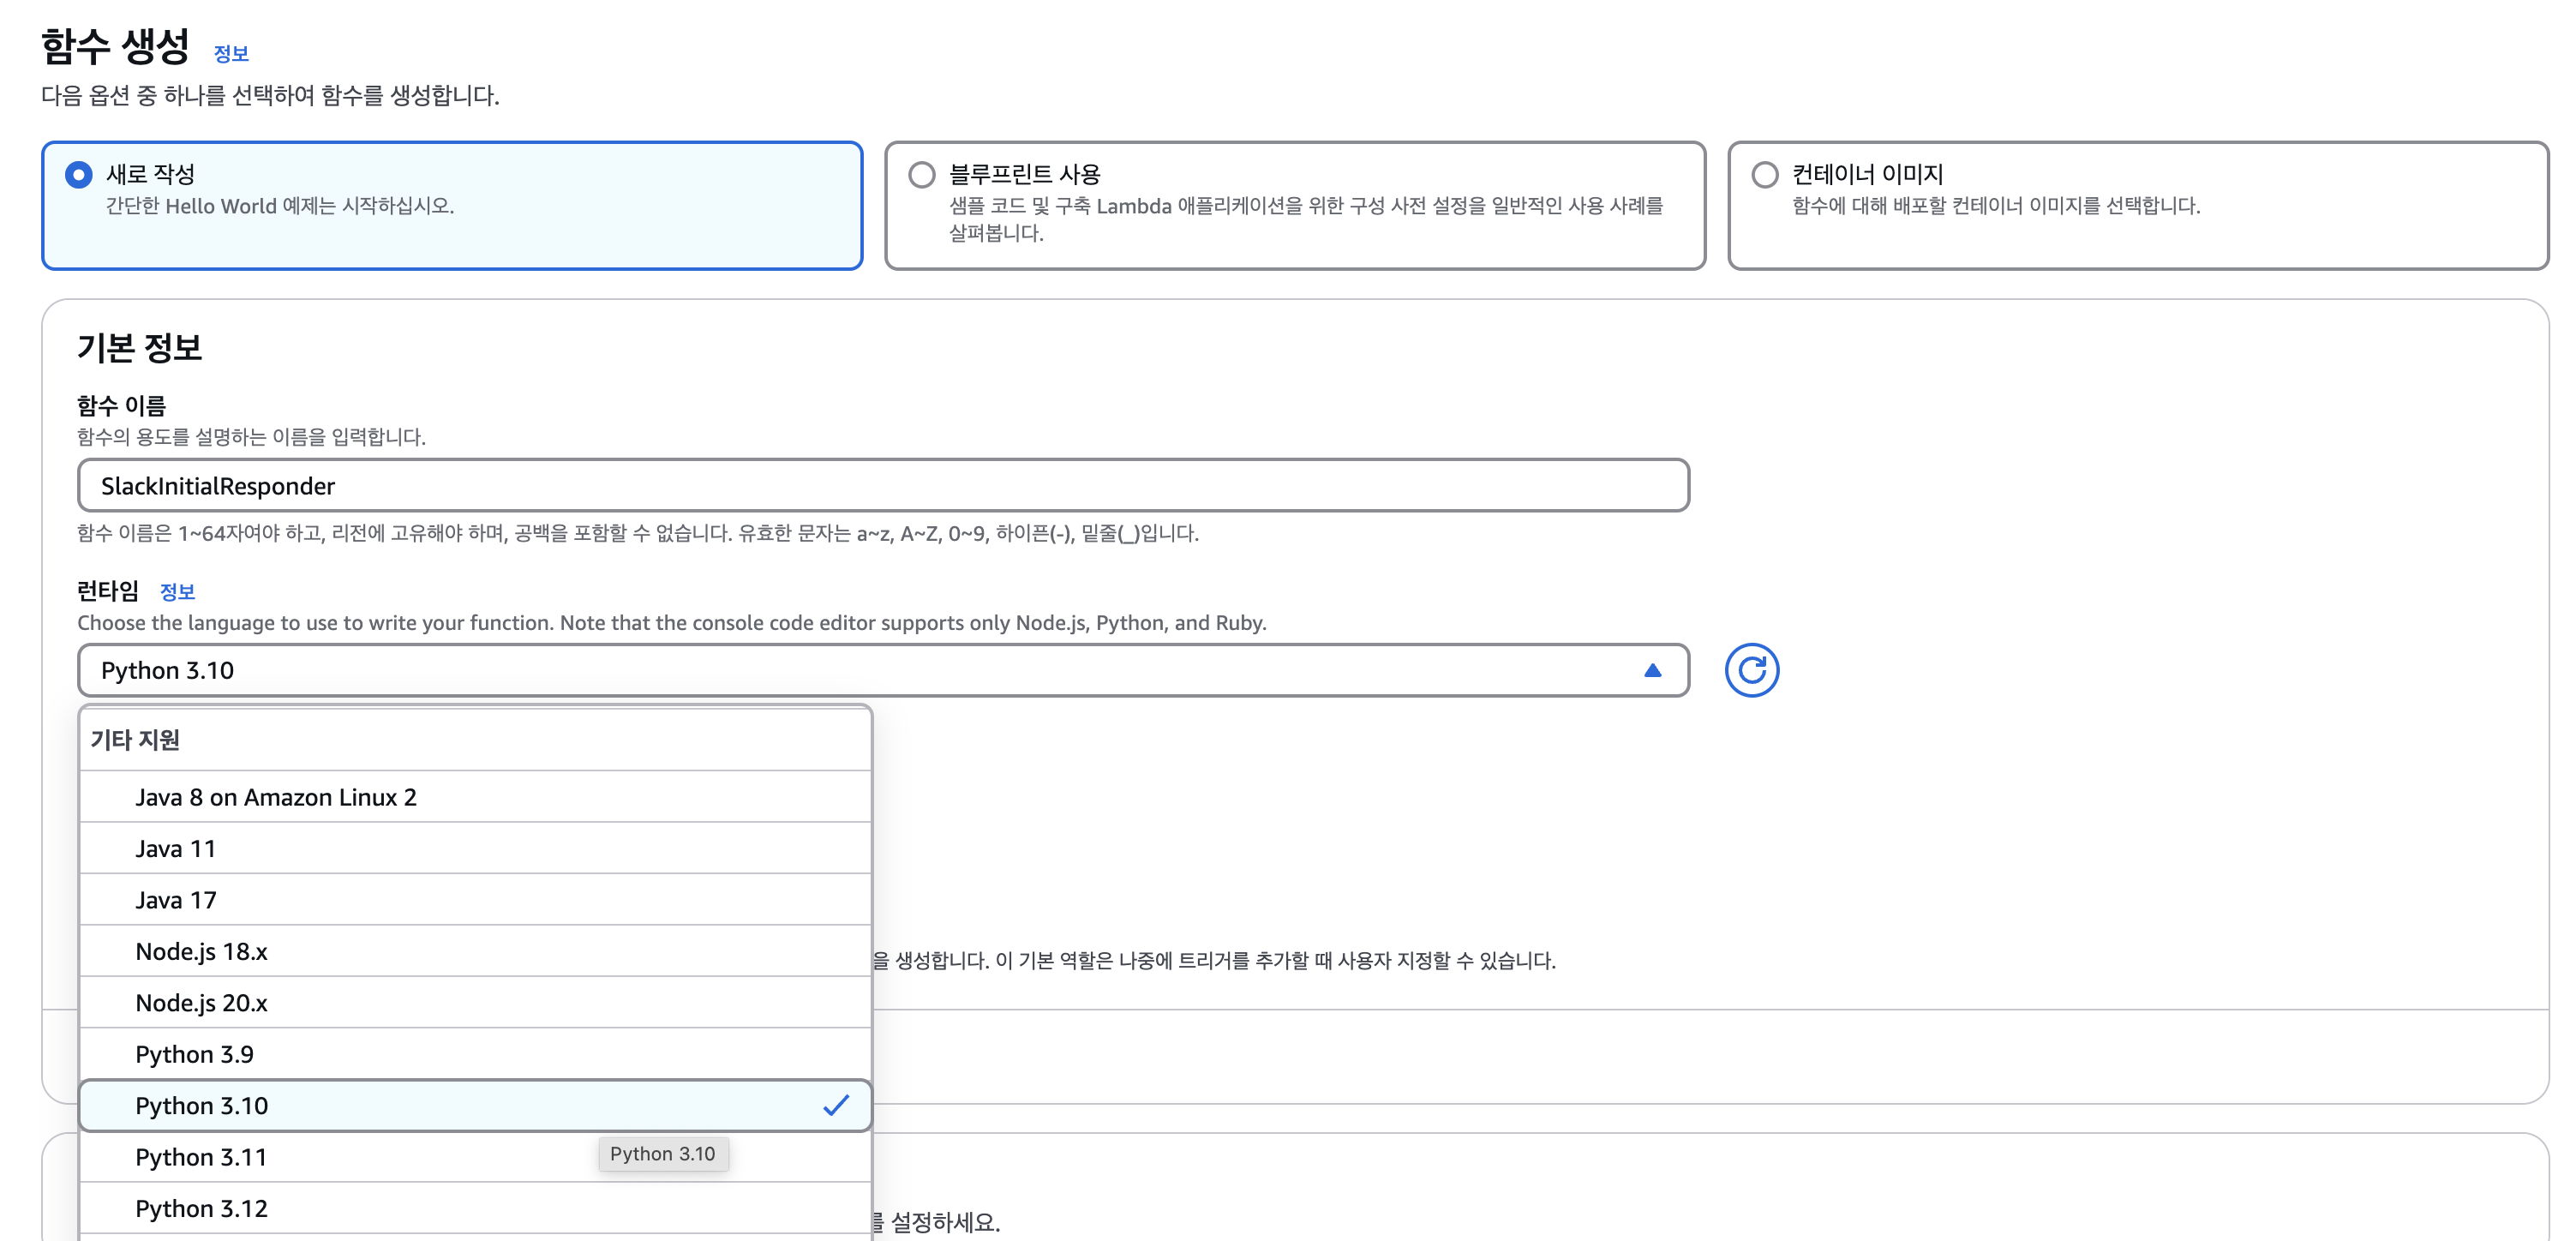 함수 생성 정보
다음 옵션 중 하나를 선택하여 함수를 생성합니다.
새로 작성
간단한 Hello World 예제는 시작하십시오.
블루프린트 사용
샘플 코드 및 구축 Lambda 애플리케이션을 위한 구성 사전 설정을 일반적인 사용 사례를
살펴봅니다.
컨테이너 이미지
함수에 대해 배포할 컨테이너 이미지를 선택합니다.
기본 정보
함수 이름
함수의 용도를 설명하는 이름을 입력합니다.
SlackInitialResponder
함수 이름은 1~64자여야 하고, 리전에 고유해야 하며, 공백을 포함할 수 없습니다. 유효한 문자는 a~z, A~Z, 0~9, 하이픈(-), 밑줄(_)입니다.
런타임 정보
Choose the language to use to write your function. Note that the console code editor supports only Node.js, Python, and Ruby.
Python 3.10
기타 지원
Java 8 on Amazon Linux 2
Java 11
Java 17
Node.js 18.x
을 생성합니다. 이 기본 역할은 나중에 트리거를 추가할 때 사용자 지정할 수 있습니다.
Node.js 20.x
Python 3.9
Python 3.10
Python 3.11
Python 3.10
Python 3.12
를 설정하세요.